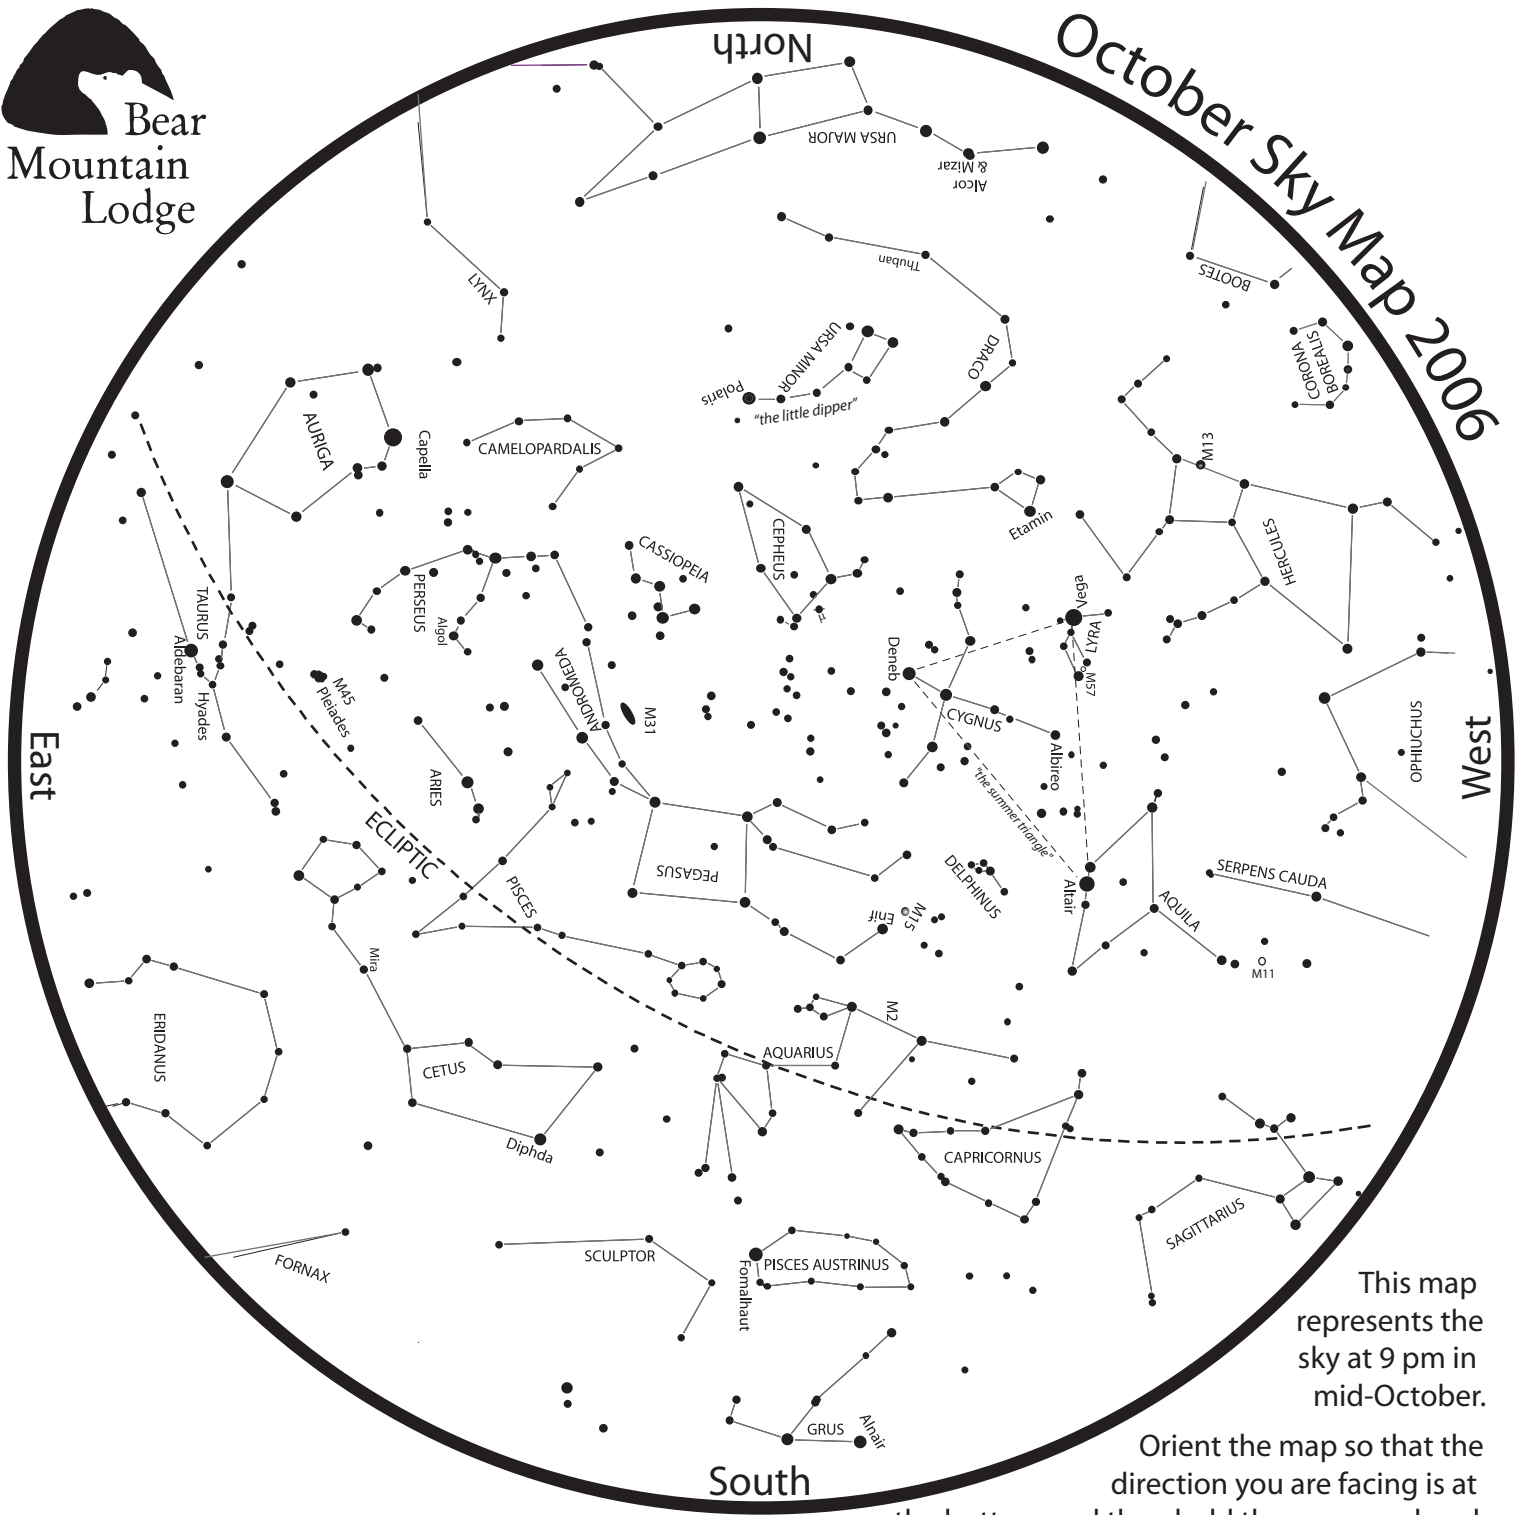 Bear
Mountain
Lodge
October Sky Map 2006
North
URSA MAJOR
Alcor
& Mizar
Thuban
LYNX
BOOTES
URSA MINOR
DRACO
CORONA
BOREALIS
Polaris
"the little dipper"
AURIGA
Capella
CAMELOPARDALIS
M13
Etamin
CEPHEUS
CASSIOPEIA
HERCULES
PERSEUS
Algol
TAURUS
Aldebaran
Hyades
Vega
LYRA
M57
Deneb
M45
Pleiades
ANDROMEDA
M31
CYGNUS
Albireo
OPHIUCHUS
East
West
ARIES
"the summer triangle"
ECLIPTIC
PEGASUS
PISCES
DELPHINUS
Altair
SERPENS CAUDA
AQUILA
Enif
M15
Mira
M11
M2
ERIDANUS
CETUS
AQUARIUS
Diphda
CAPRICORNUS
SAGITTARIUS
FORNAX
SCULPTOR
Fomalhaut
PISCES AUSTRINUS
GRUS
Alnair
South
This map
represents the
sky at 9 pm in
mid-October.
Orient the map so that the
direction you are facing is at